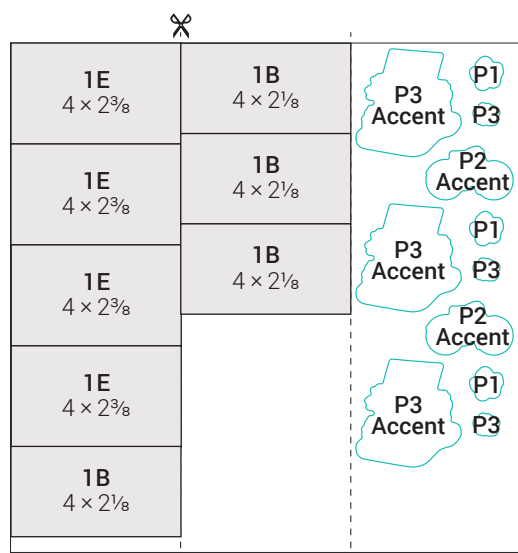 1E
4 × 2⅜
1E
4 × 2⅜
1E
4 × 2⅜
1E
4 × 2⅜
1B
4 × 2⅛
1B
4 × 2⅛
1B
4 × 2⅛
1B
4 × 2⅛
P3
Accent
P1
P3
P2
Accent
P3
Accent
P1
P3
P2
Accent
P3
Accent
P1
P3